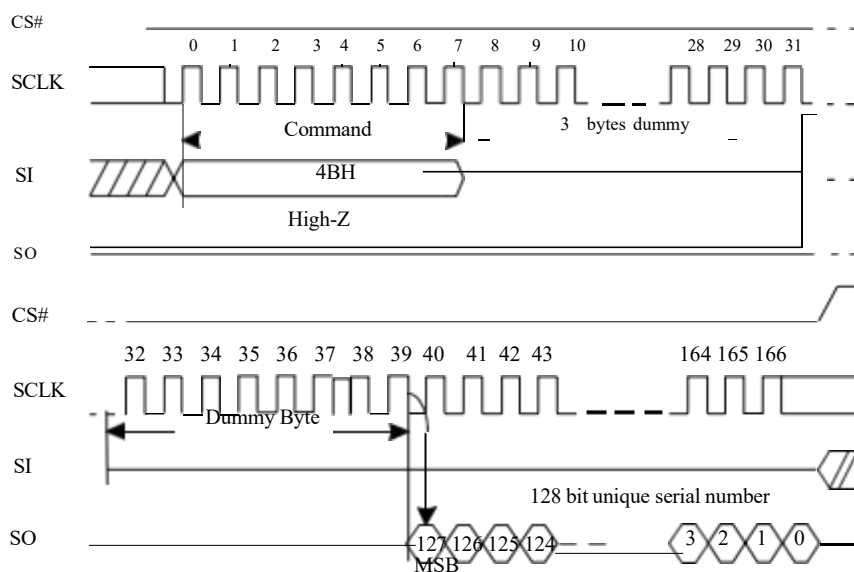 CS#
0 1 2 3 4 5 6 7 8 9 10 28 29 30 31
SCLK
Command 3 bytes dummy
SI 4BH
High-Z
SO
CS#
32 33 34 35 36 37 38 39 40 41 42 43 164 165 166
SCLK
Dummy Byte
SI
128 bit unique serial number
SO 127 126 125 124 3 2 1 0
MSB